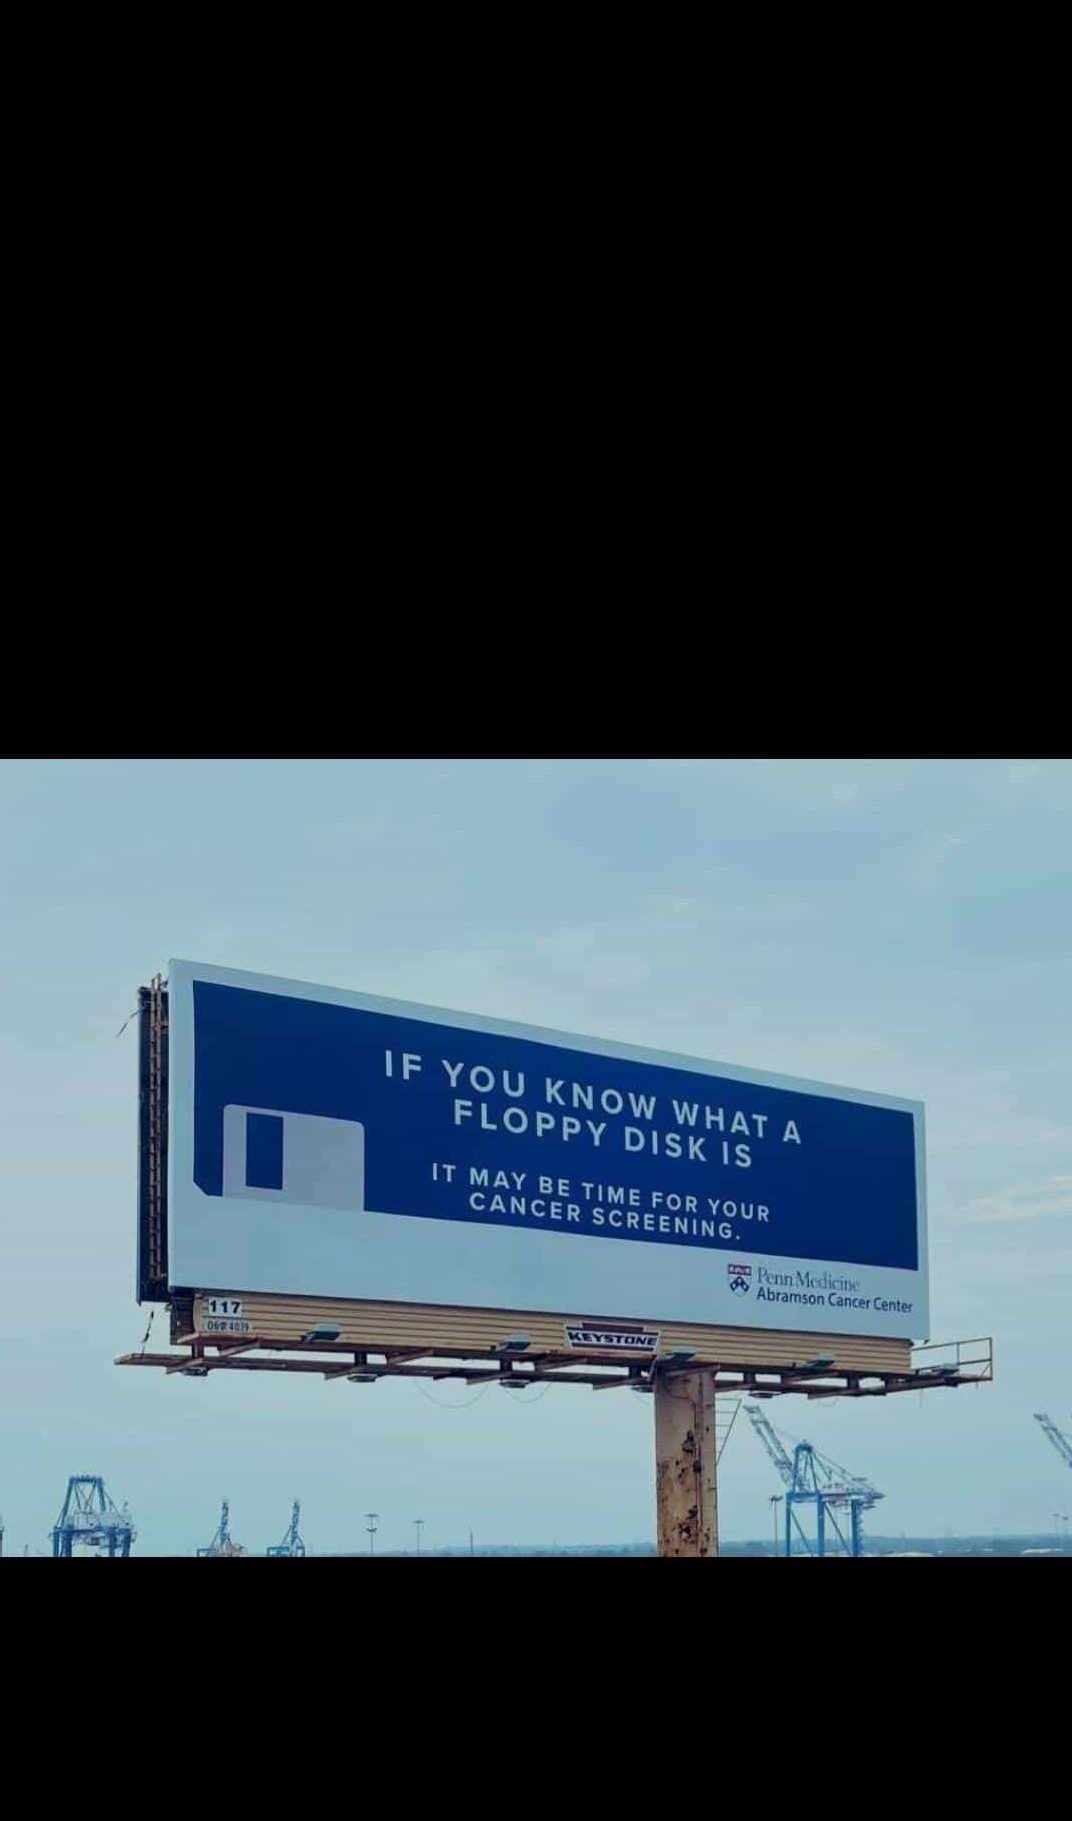 IF YOU KNOW WHAT A
FLOPPY DISK IS
IT MAY BE TIME FOR YOUR
CANCER SCREENING.
Penn Medicine
Abramson Cancer Center
117
KEYSTONE